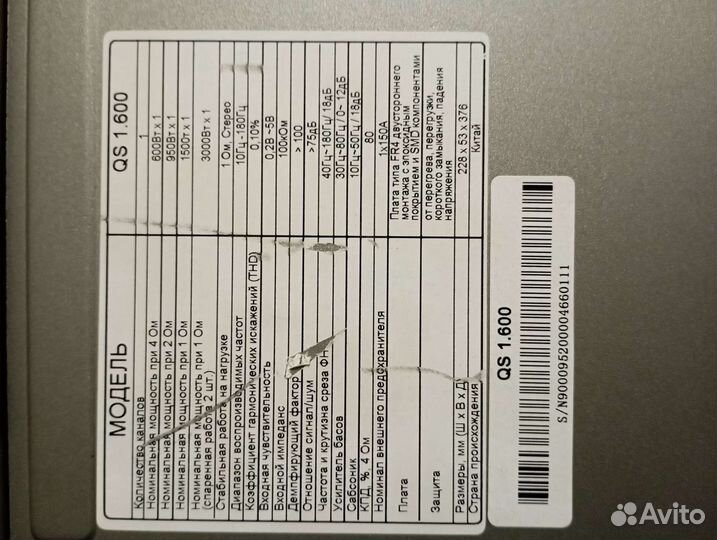 МОДЕЛЬ QS 1.600
Количество каналов 1
Номинальная мощность при 4 Ом 600Вт x 1
Номинальная мощность при 2 Ом 950Вт x 1
Номинальная мощность при 1 Ом 1500т x 1
Номинальная мощность при 1 Ом
(спаренная работа 2 шт.) 3000Вт x 1
Стабильная работа на нагрузке 1 Ом, Стерео
Диапазон воспроизводимых частот 10Гц -180Гц
Коэффициент гармонических искажений (THD) 0,10%
Входная чувствительность 0,2В ~5В
Входной импеданс 100кОм
Демпфирующий фактор > 100
Отношение сигнал/шум >75дБ
Частота и крутизна среза ФН 40Гц~180Гц/ 18дБ
Усилитель басов 30Гц~80Гц / 0~ 12дБ
Сабсоник 10Гц~50Гц / 18дБ
КПД, %, 4 Ом 80
Номинал внешнего предохранителя 1x150А
Плата Плата типа FR4 двустороннего
монтажа с эпоксидным
покрытием и SMD компонентами
Защита от перегрева, перегрузки,
короткого замыкания, падения
напряжения
Размеры, мм (Ш x В x Д) 228 x 53 x 376
Страна происхождения Китай
QS 1.600
S/N900095200004660111
Avito